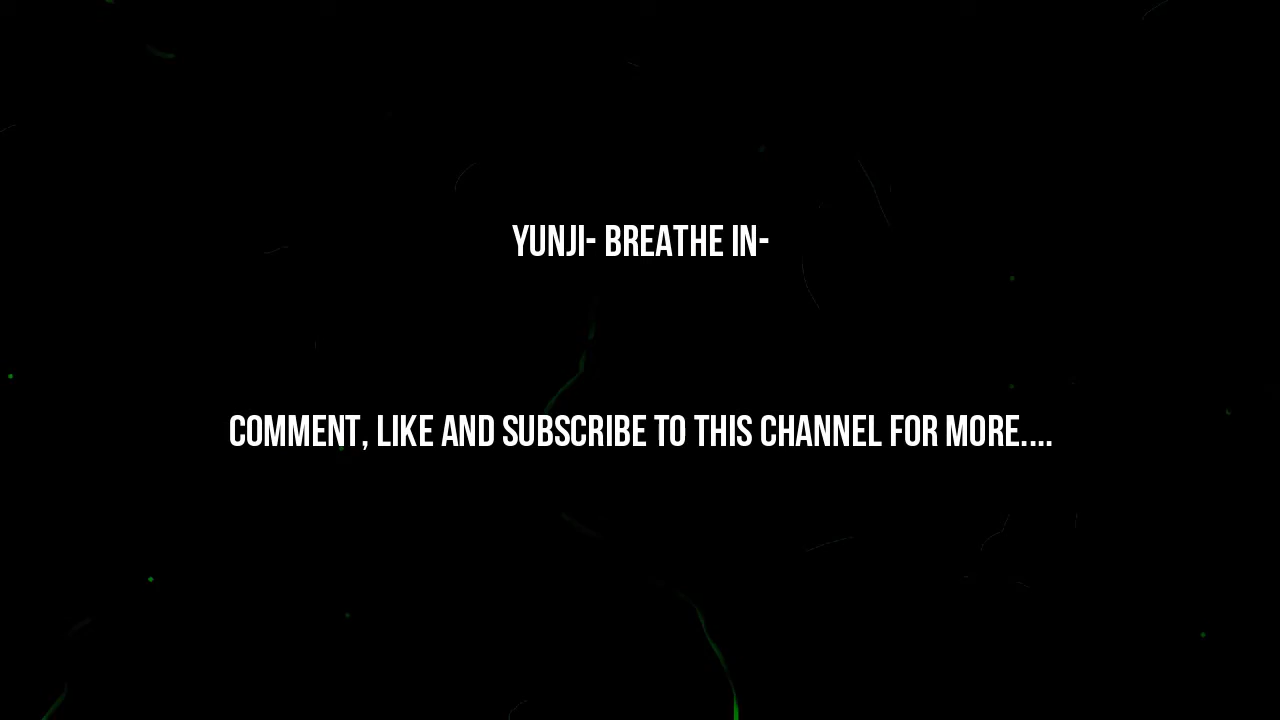 YUNJI- BREATHE IN-
COMMENT, LIKE AND SUBSCRIBE TO THIS CHANNEL FOR MORE....